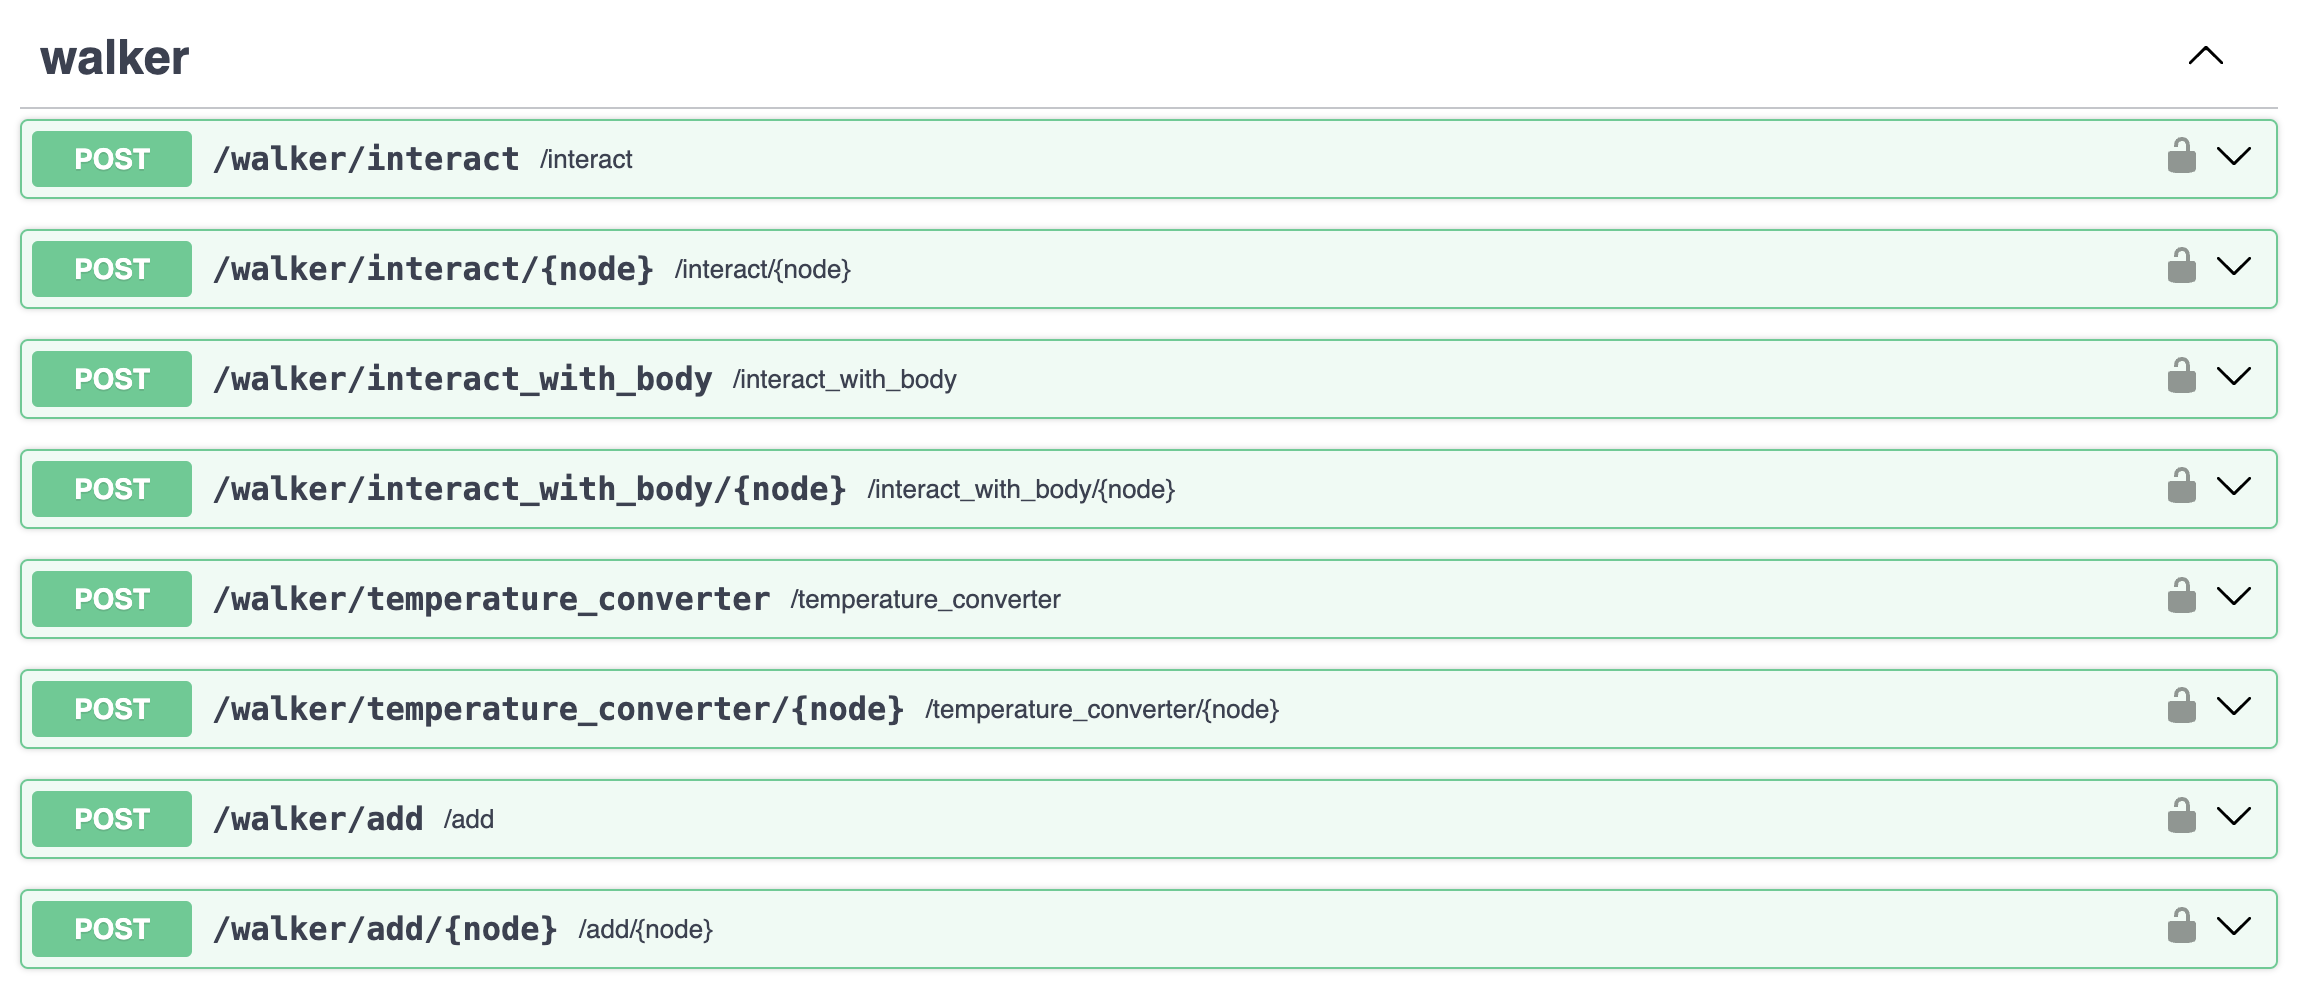 walker
POST /walker/interact /interact
POST /walker/interact/{node} /interact/{node}
POST /walker/interact_with_body /interact_with_body
POST /walker/interact_with_body/{node} /interact_with_body/{node}
POST /walker/temperature_converter /temperature_converter
POST /walker/temperature_converter/{node} /temperature_converter/{node}
POST /walker/add /add
POST /walker/add/{node} /add/{node}